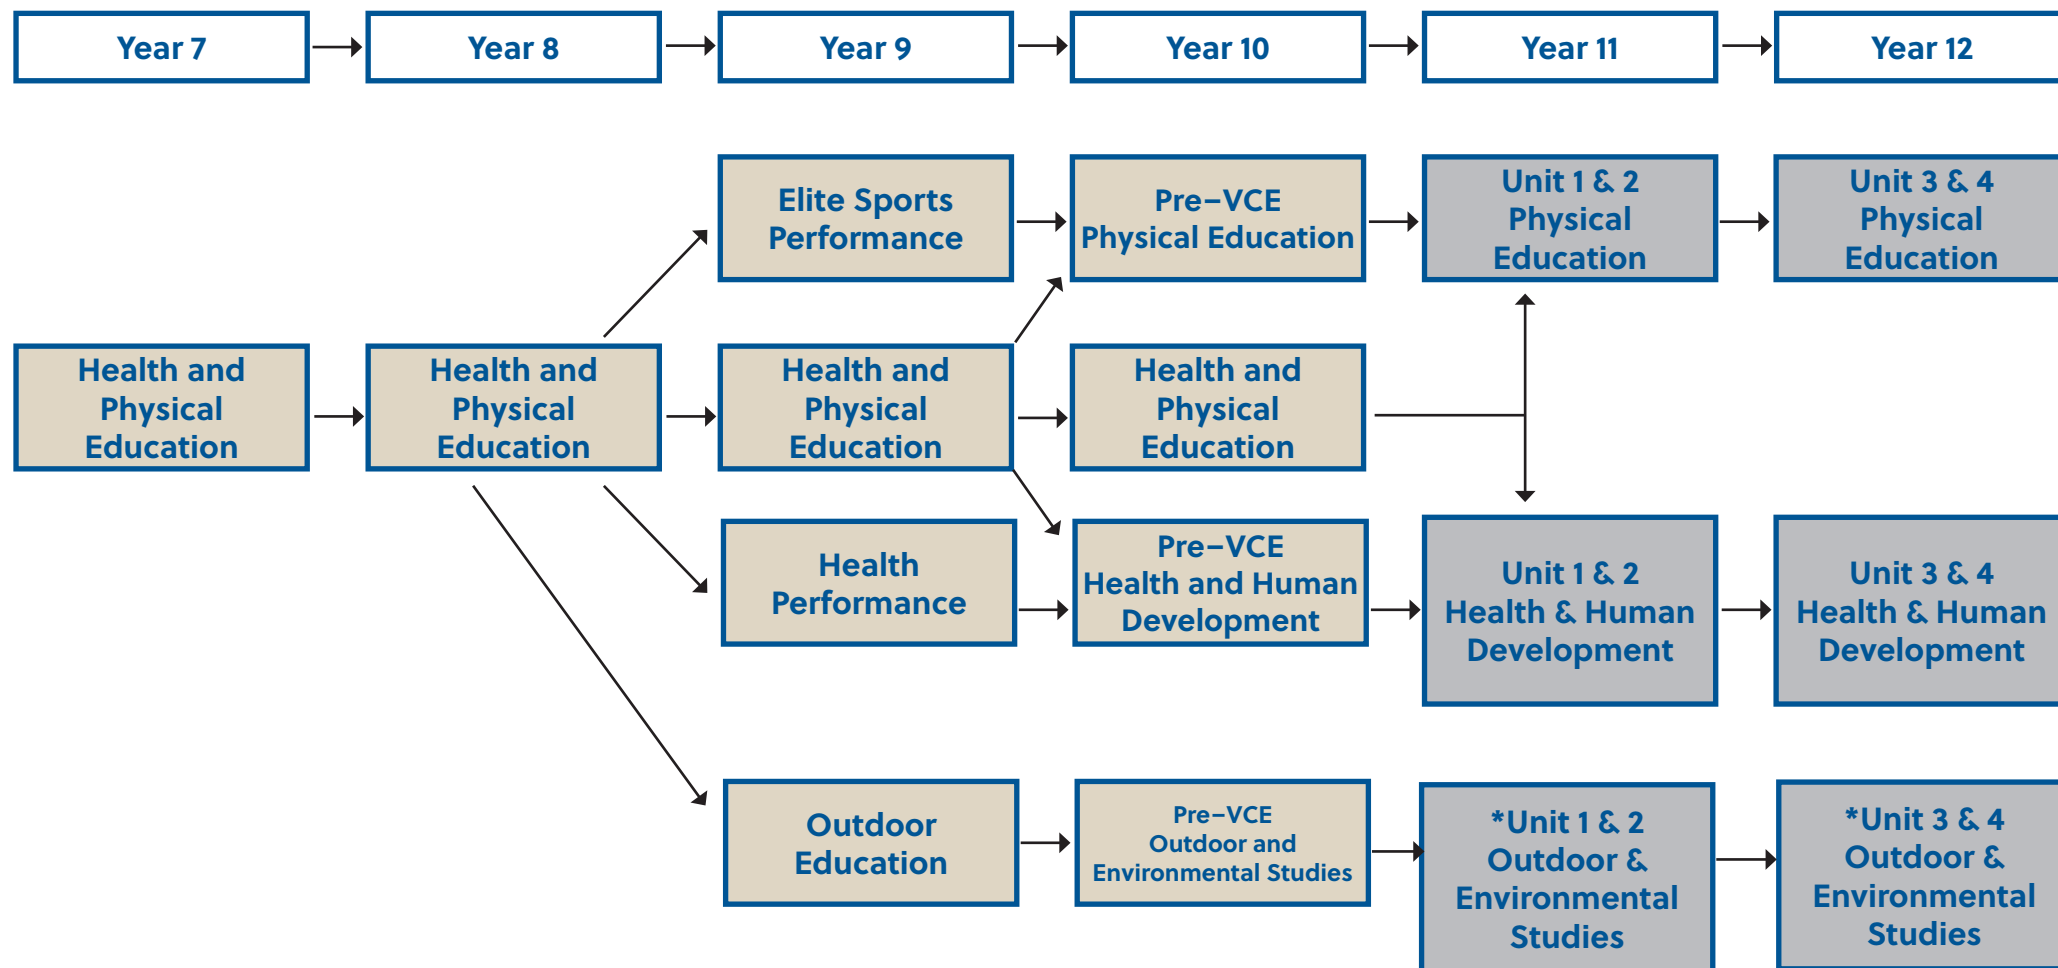 Year 7
Year 8
Year 9
Year 10
Year 11
Year 12
Elite Sports
Performance
Pre–VCE
Physical Education
Unit 1 & 2
Physical
Education
Unit 3 & 4
Physical
Education
Health and
Physical
Education
Health and
Physical
Education
Health and
Physical
Education
Health and
Physical
Education
Health
Performance
Pre–VCE
Health and Human
Development
Unit 1 & 2
Health & Human
Development
Unit 3 & 4
Health & Human
Development
Outdoor
Education
Pre–VCE
Outdoor and
Environmental Studies
*Unit 1 & 2
Outdoor &
Environmental
Studies
*Unit 3 & 4
Outdoor &
Environmental
Studies